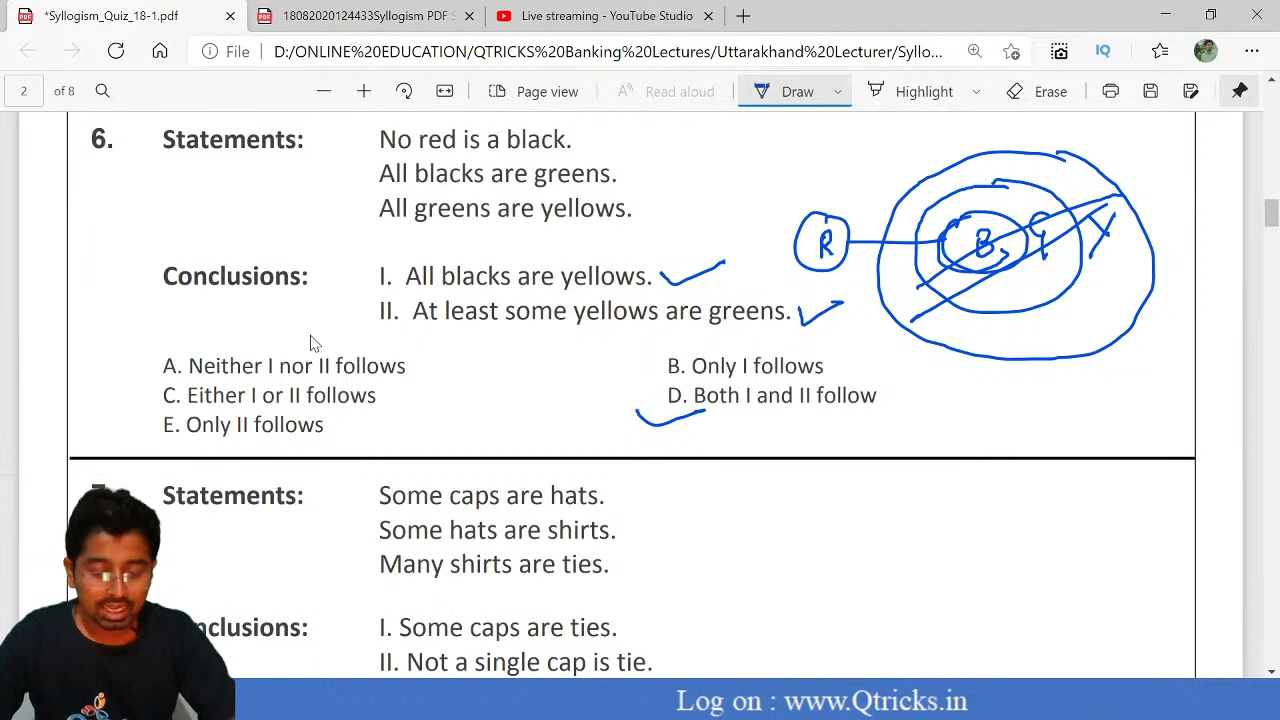 *Syllogism_Quiz_18-1.pdf
18082020124433Syllogism PDF S
Live streaming - YouTube Studio
File
D:/ONLINE%20EDUCATION/QTRICKS%20Banking%20Lectures/Uttarakhand%20Lecturer/Syllo...
IQ
2 of 8
Page view
Read aloud
Draw
Highlight
Erase
6. Statements: No red is a black.
All blacks are greens.
All greens are yellows.
R B G Y
Conclusions: I. All blacks are yellows.
II. At least some yellows are greens.
A. Neither I nor II follows B. Only I follows
C. Either I or II follows D. Both I and II follow
E. Only II follows
Statements: Some caps are hats.
Some hats are shirts.
Many shirts are ties.
nclusions: I. Some caps are ties.
II. Not a single cap is tie.
Log on : www.Qtricks.in